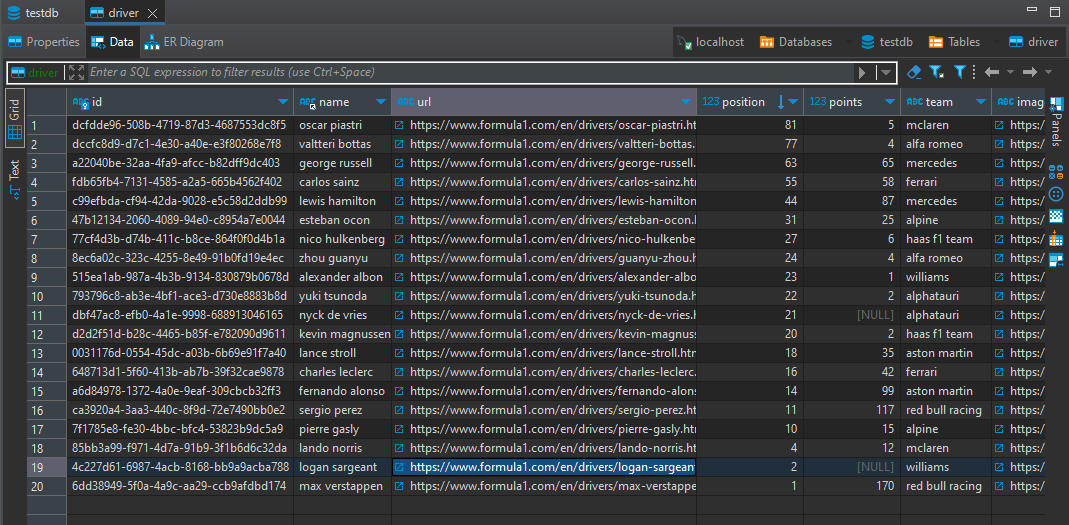 testdb driver
Properties Data ER Diagram localhost Databases testdb Tables driver
driver Enter a SQL expression to filter results (use Ctrl+Space)
ABC id ABC name ABC url 123 position 123 points ABC team ABC imag
1 dcfdde96-508b-4719-87d3-4687553dc8f5 oscar piastri https://www.formula1.com/en/drivers/oscar-piastri.ht 81 5 mclaren https:/
2 dccfc8d9-d7c1-4e30-a40e-e3f80268e7f8 valtteri bottas https://www.formula1.com/en/drivers/valtteri-bottas. 77 4 alfa romeo https:/
3 a22040be-32aa-4fa9-afcc-b82dff9dc403 george russell https://www.formula1.com/en/drivers/george-russell. 63 65 mercedes https:/
4 fdb65fb4-7131-4585-a2a5-665b4562f402 carlos sainz https://www.formula1.com/en/drivers/carlos-sainz.htr 55 58 ferrari https:/
5 c99efbda-cf94-42da-9028-e5c58d2ddb99 lewis hamilton https://www.formula1.com/en/drivers/lewis-hamilton 44 87 mercedes https:/
6 47b12134-2060-4089-94e0-c8954a7e0044 esteban ocon https://www.formula1.com/en/drivers/esteban-ocon.l 31 25 alpine https:/
7 77cf4d3b-d74b-411c-b8ce-864f0f0d4b1a nico hulkenberg https://www.formula1.com/en/drivers/nico-hulkenbe 27 6 haas f1 team https:/
8 8ec6a02c-323c-4255-8e49-91b0fd19e4ec zhou guanyu https://www.formula1.com/en/drivers/guanyu-zhou.l 24 4 alfa romeo https:/
9 515ea1ab-987a-4b3b-9134-830879b0678d alexander albon https://www.formula1.com/en/drivers/alexander-albo 23 1 williams https:/
10 793796c8-ab3e-4bf1-ace3-d730e8883b8d yuki tsunoda https://www.formula1.com/en/drivers/yuki-tsunoda.h 22 2 alphatauri https:/
11 dbf47ac8-efb0-4a1e-9998-688913046165 nyck de vries https://www.formula1.com/en/drivers/nyck-de-vries.l 21 [NULL] alphatauri https:/
12 d2d2f51d-b28c-4465-b85f-e782090d9611 kevin magnussen https://www.formula1.com/en/drivers/kevin-magnuss 20 2 haas f1 team https:/
13 0031176d-0554-45dc-a03b-6b69e91f7a40 lance stroll https://www.formula1.com/en/drivers/lance-stroll.htr 18 35 aston martin https:/
14 648713d1-5f60-413b-ab7b-39f32cae9878 charles leclerc https://www.formula1.com/en/drivers/charles-leclerc. 16 42 ferrari https:/
15 a6d84978-1372-4a0e-9eaf-309cbcb32ff3 fernando alonso https://www.formula1.com/en/drivers/fernando-alons 14 99 aston martin https:/
16 ca3920a4-3aa3-440c-8f9d-72e7490bb0e2 sergio perez https://www.formula1.com/en/drivers/sergio-perez.ht 11 117 red bull racing https:/
17 7f1785e8-fe30-4bbc-bfc4-53823b9dc5a9 pierre gasly https://www.formula1.com/en/drivers/pierre-gasly.htr 10 15 alpine https:/
18 85bb3a99-f971-4d7a-91b9-3f1b6d6c32da lando norris https://www.formula1.com/en/drivers/lando-norris.ht 4 12 mclaren https:/
19 4c227d61-6987-4acb-8168-bb9a9acba788 logan sargeant https://www.formula1.com/en/drivers/logan-sargeant 2 [NULL] williams https:/
20 6dd38949-5f0a-4a9c-aa29-ccb9afdbd174 max verstappen https://www.formula1.com/en/drivers/max-verstappe 1 170 red bull racing https:/
Grid
Text
Panels